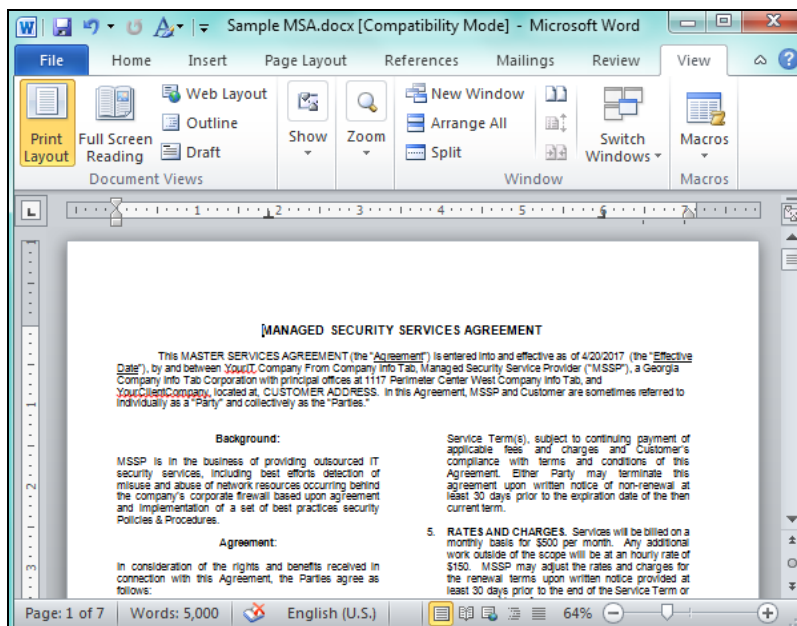 Sample MSA.docx [Compatibility Mode] - Microsoft Word
File Home Insert Page Layout References Mailings Review View
Print Layout
Full Screen Reading
Web Layout
Outline
Draft
Document Views
Show
Zoom
New Window
Arrange All
Split
Switch Windows
Window
Macros
Macros
1 2 3 4 5 6 7
MANAGED SECURITY SERVICES AGREEMENT
This MASTER SERVICES AGREEMENT (the "Agreement") is entered into and effective as of 4/20/2017 (the "Effective
Date"), by and between YourIT Company From Company Info Tab, Managed Security Service Provider ("MSSP"), a Georgia
Company Info Tab Corporation with principal offices at 1117 Perimeter Center West Company Info Tab, and
YourClientCompany, located at, CUSTOMER ADDRESS. In this Agreement, MSSP and Customer are sometimes referred to
individually as a "Party" and collectively as the "Parties."
Background:
MSSP is in the business of providing outsourced IT
security services, including best efforts detection of
misuse and abuse of network resources occurring behind
the company's corporate firewall based upon agreement
and implementation of a set of best practices security
Policies & Procedures.
Agreement:
In consideration of the rights and benefits received in
connection with this Agreement, the Parties agree as
follows:
Service Term(s), subject to continuing payment of
applicable fees and charges and Customer's
compliance with terms and conditions of this
Agreement. Either Party may terminate this
agreement upon written notice of non-renewal at
least 30 days prior to the expiration date of the then
current term.
5. RATES AND CHARGES. Services will be billed on a
monthly basis for $500 per month. Any additional
work outside of the scope will be at an hourly rate of
$150. MSSP may adjust the rates and charges for
the renewal terms upon written notice provided at
least 30 days prior to the end of the Service Term or
Page: 1 of 7 Words: 5,000 English (U.S.) 64%